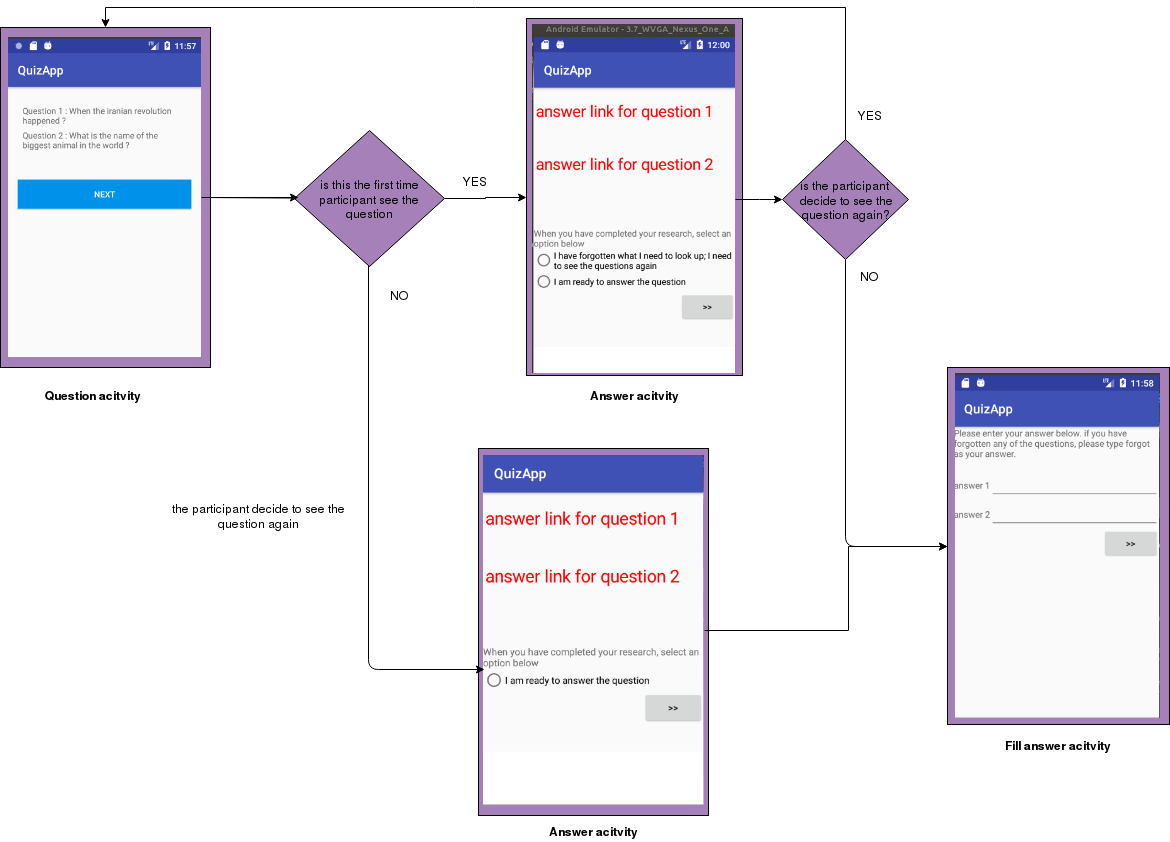 11:57
QuizApp
Question 1 : When the iranian revolution
happened ?
Question 2 : What is the name of the
biggest animal in the world ?
NEXT
Question acitvity
is this the first time
participant see the
question
YES
NO
the participant decide to see the
question again
Android Emulator - 3.7_WVGA_Nexus_One_A
12:00
QuizApp
answer link for question 1
answer link for question 2
When you have completed your research, select an
option below
I have forgotten what I need to look up; I need
to see the questions again
I am ready to answer the question
>>
Answer acitvity
YES
is the participant
decide to see the
question again?
NO
QuizApp
answer link for question 1
answer link for question 2
When you have completed your research, select an
option below
I am ready to answer the question
>>
Answer acitvity
11:58
QuizApp
Please enter your answer below. if you have
forgotten any of the questions, please type forgot
as your answer.
answer 1
answer 2
>>
Fill answer acitvity